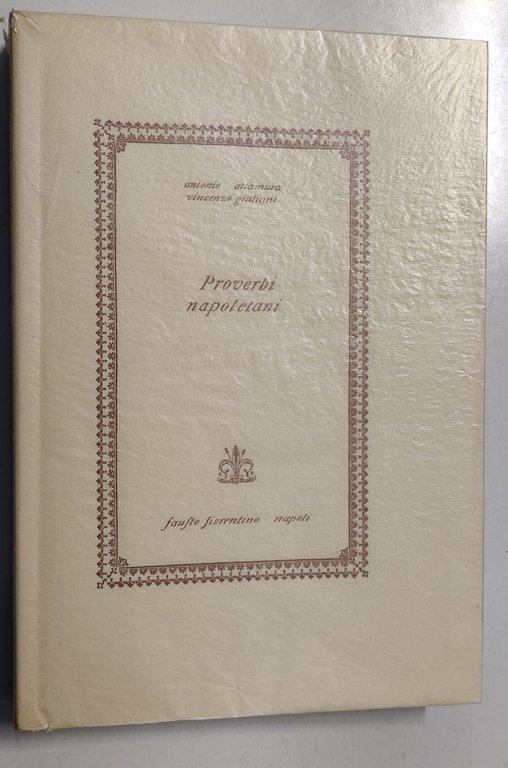 antonio altamura
vincenzo giuliani
Proverbi
napoletani
fausto fiorentino - napoli